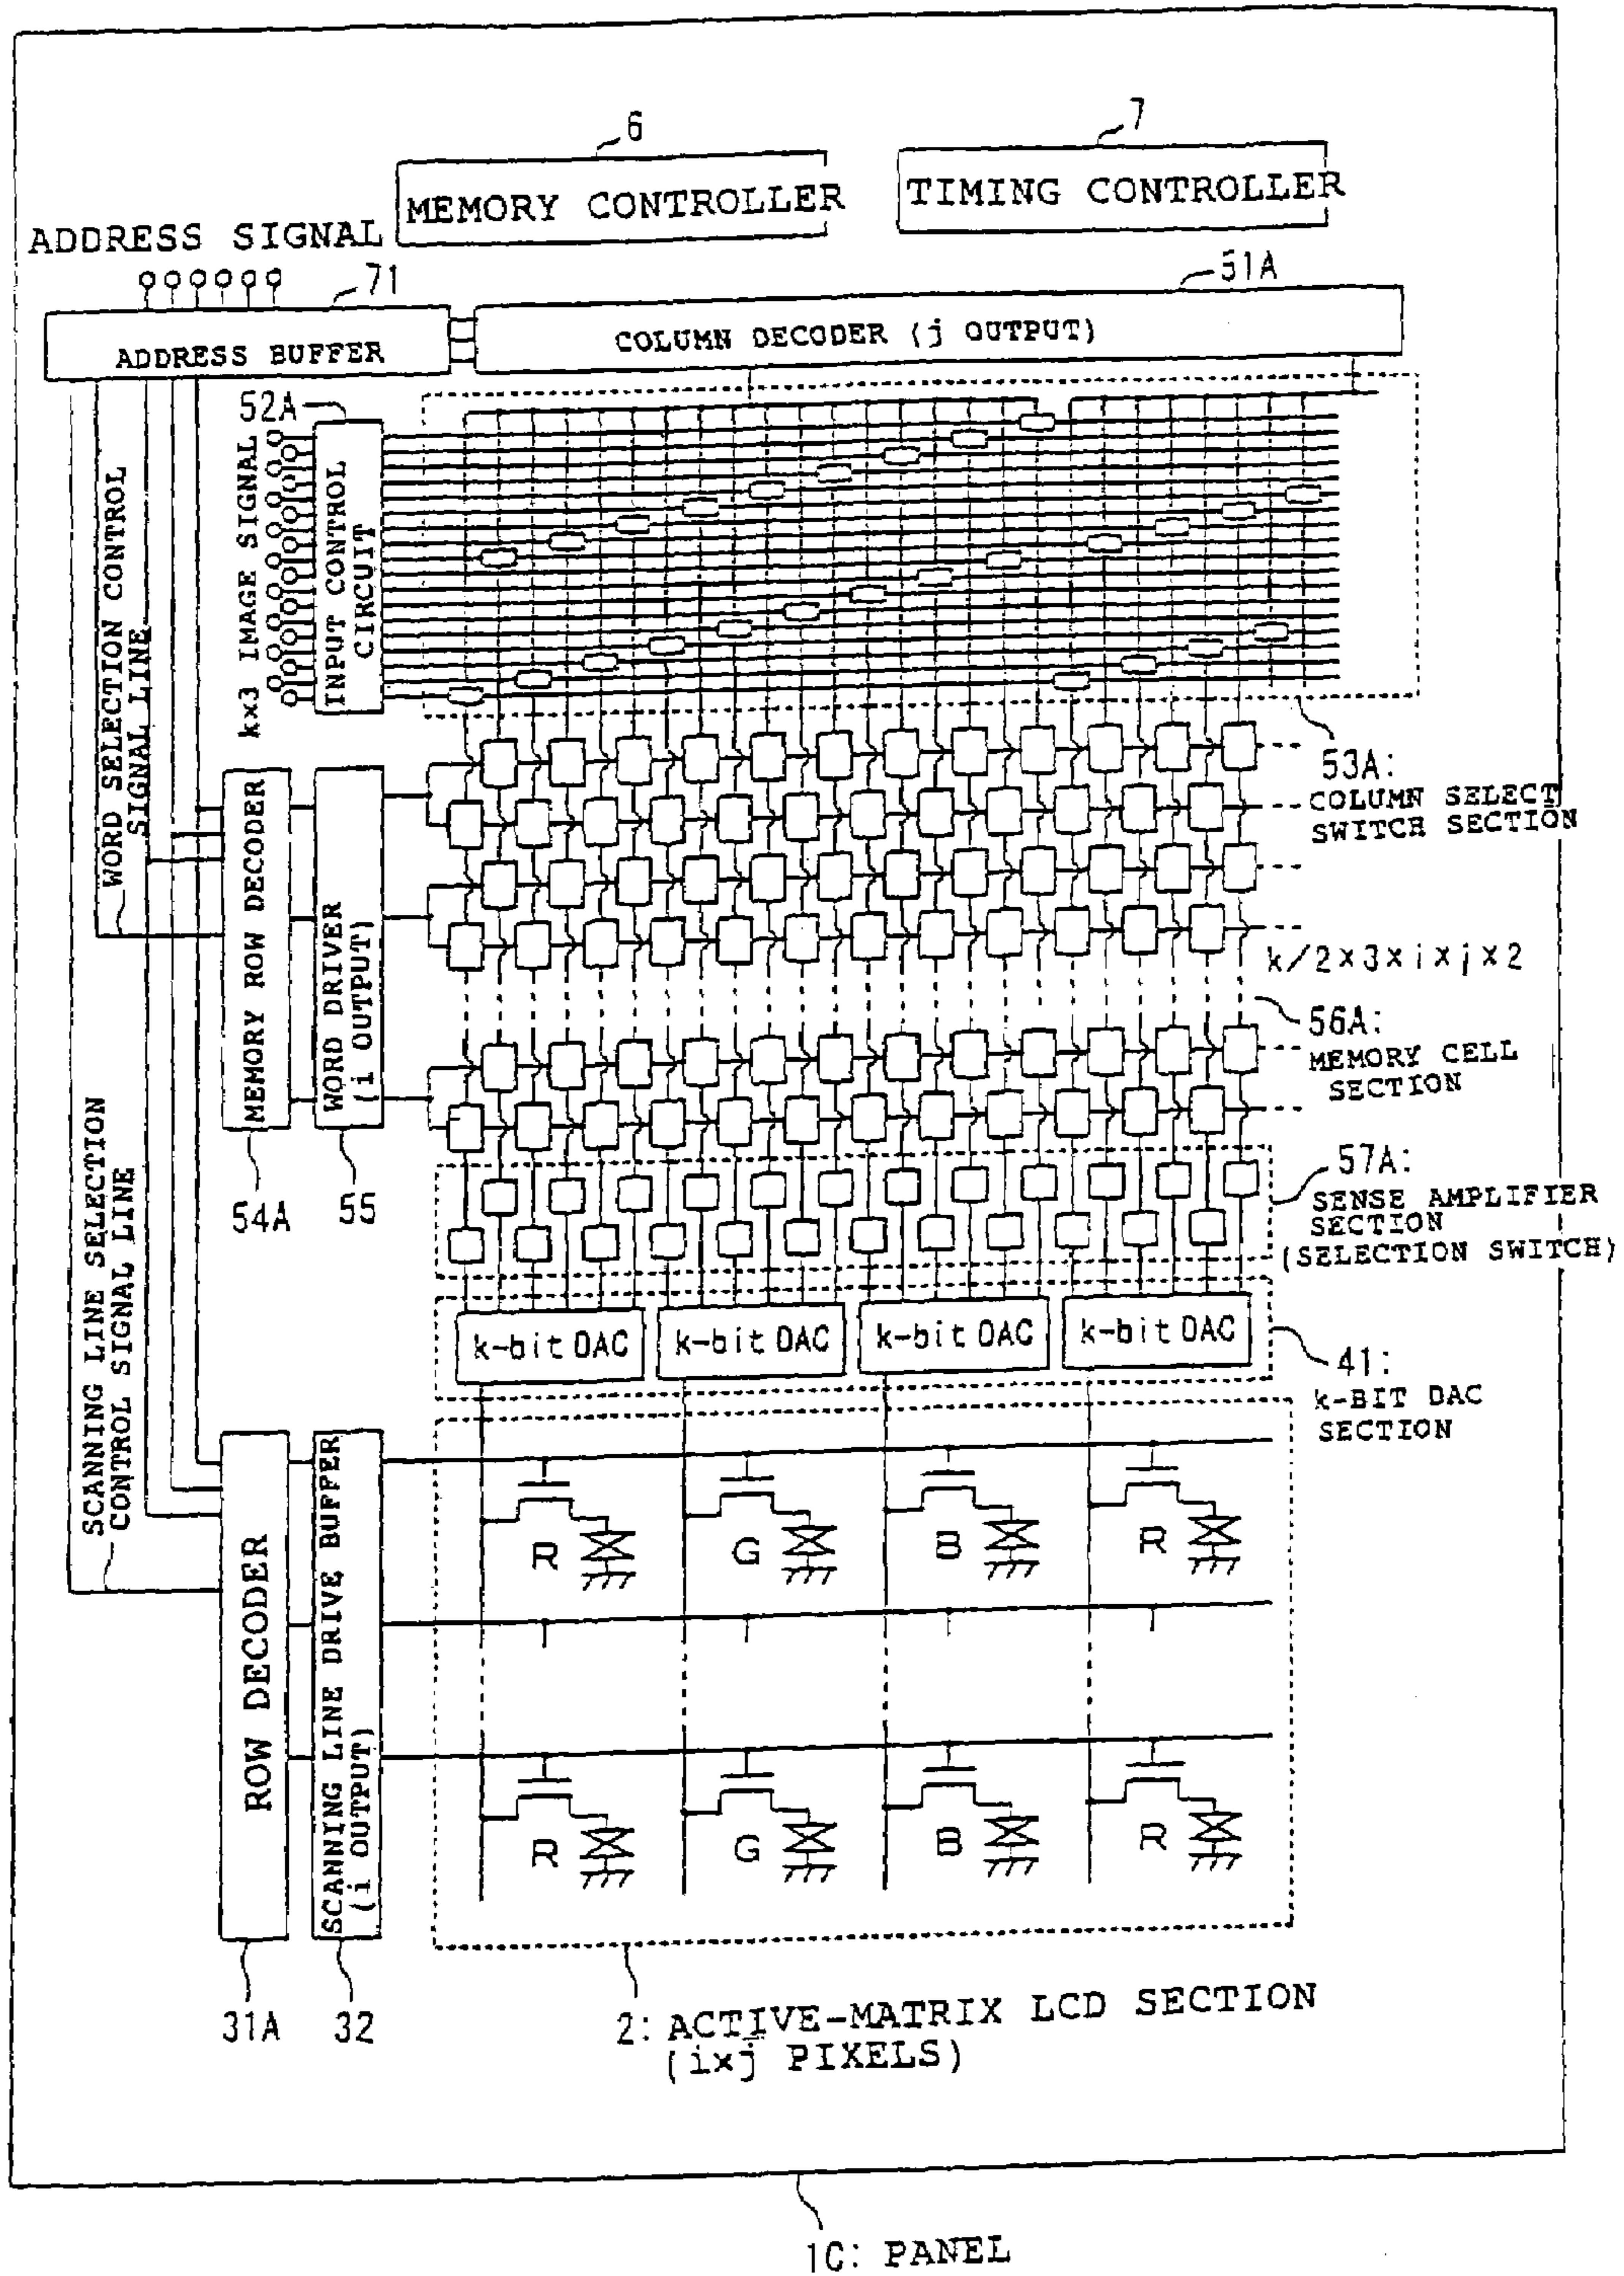 6
7
MEMORY CONTROLLER
TIMING CONTROLLER
ADDRESS SIGNAL
71
51A
ADDRESS BUFFER
COLUMN DECODER (j OUTPUT)
52A
k×3 IMAGE SIGNAL
INPUT CONTROL
CIRCUIT
WORD SELECTION CONTROL
SIGNAL LINE
53A:
COLUMN SELECT
SWITCH SECTION
MEMORY ROW DECODER
WORD DRIVER
(i OUTPUT)
k/2×3×i×j×2
56A:
MEMORY CELL
SECTION
54A
55
57A:
SENSE AMPLIFIER
SECTION
(SELECTION SWITCH)
SCANNING LINE SELECTION
CONTROL SIGNAL LINE
k-bit DAC
k-bit DAC
k-bit DAC
k-bit DAC
41:
k-BIT DAC
SECTION
ROW DECODER
SCANNING LINE DRIVE BUFFER
(i OUTPUT)
R
G
B
R
R
G
B
R
31A
32
2: ACTIVE-MATRIX LCD SECTION
(i×j PIXELS)
1C: PANEL